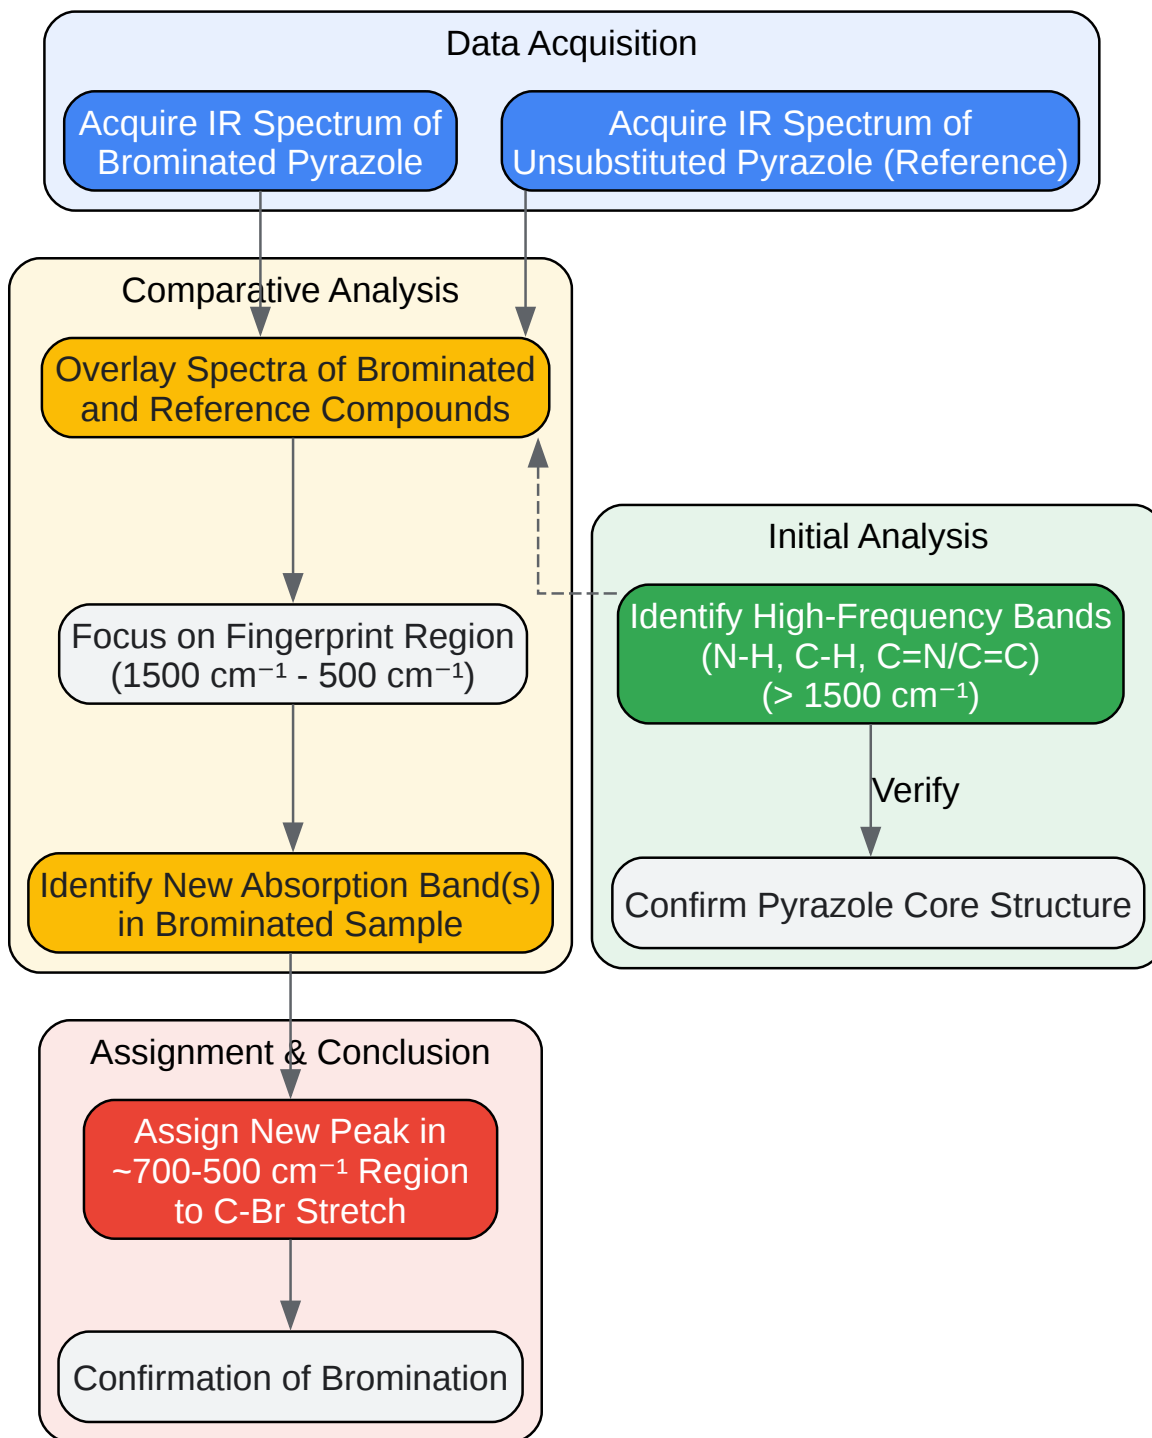 Data Acquisition
Acquire IR Spectrum of
Brominated Pyrazole
Acquire IR Spectrum of
Unsubstituted Pyrazole (Reference)
Comparative Analysis
Overlay Spectra of Brominated
and Reference Compounds
Focus on Fingerprint Region
(1500 cm⁻¹ - 500 cm⁻¹)
Identify New Absorption Band(s)
in Brominated Sample
Initial Analysis
Identify High-Frequency Bands
(N-H, C-H, C=N/C=C)
(> 1500 cm⁻¹)
Verify
Confirm Pyrazole Core Structure
Assignment & Conclusion
Assign New Peak in
~700-500 cm⁻¹ Region
to C-Br Stretch
Confirmation of Bromination